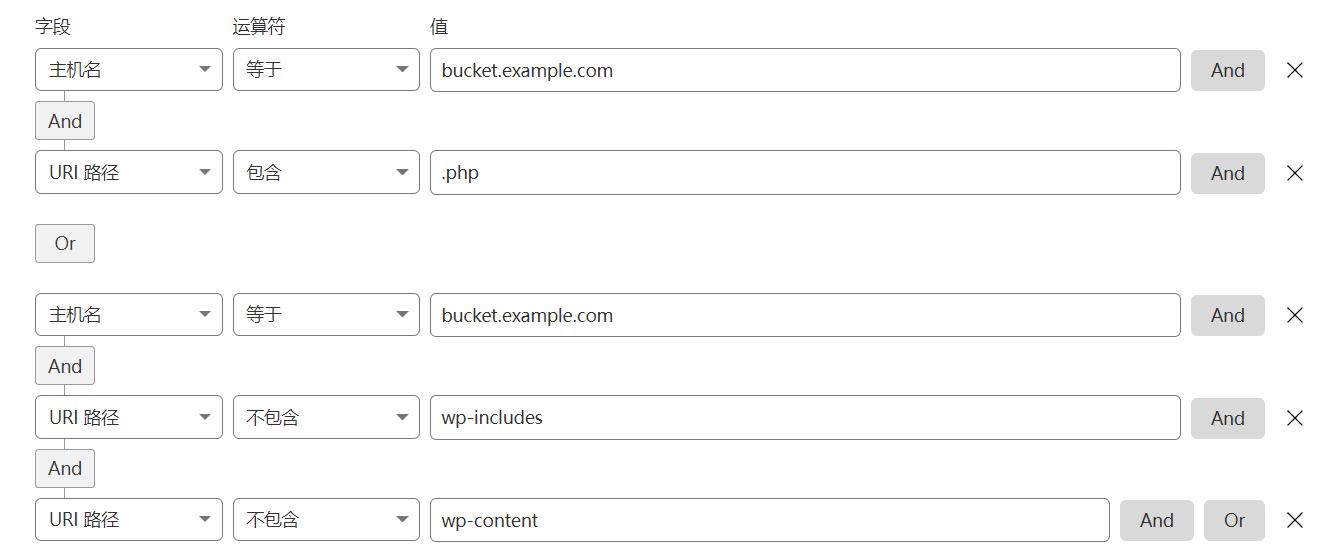 字段 运算符 值
主机名 等于 bucket.example.com And
And
URI 路径 包含 .php And
Or
主机名 等于 bucket.example.com And
And
URI 路径 不包含 wp-includes And
And
URI 路径 不包含 wp-content And Or